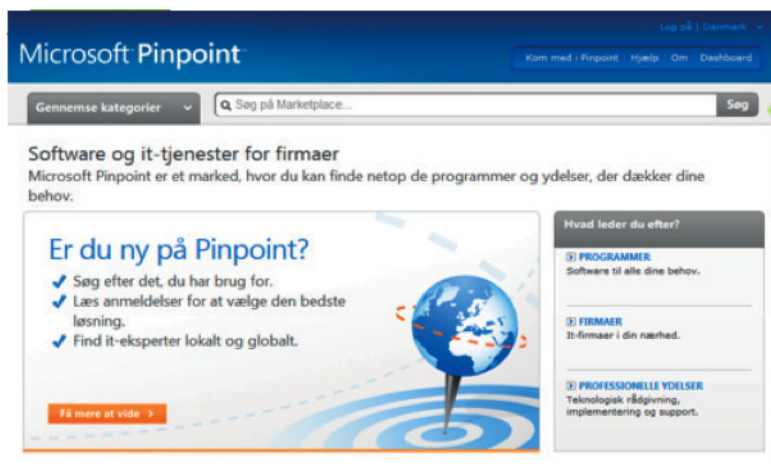 Log på | Danmark
Microsoft Pinpoint
Kom med i Pinpoint Hjælp Om Dashboard
Gennemse kategorier
Søg på Marketplace...
Søg
Software og it-tjenester for firmaer
Microsoft Pinpoint er et marked, hvor du kan finde netop de programmer og ydelser, der dækker dine
behov.
Er du ny på Pinpoint?
Søg efter det, du har brug for.
Læs anmeldelser for at vælge den bedste
løsning.
Find it-eksperter lokalt og globalt.
Få mere at vide
Hvad leder du efter?
PROGRAMMER
Software til alle dine behov.
FIRMAER
It-firmaer i din nærhed.
PROFESSIONELLE YDELSER
Teknologisk rådgivning,
implementering og support.